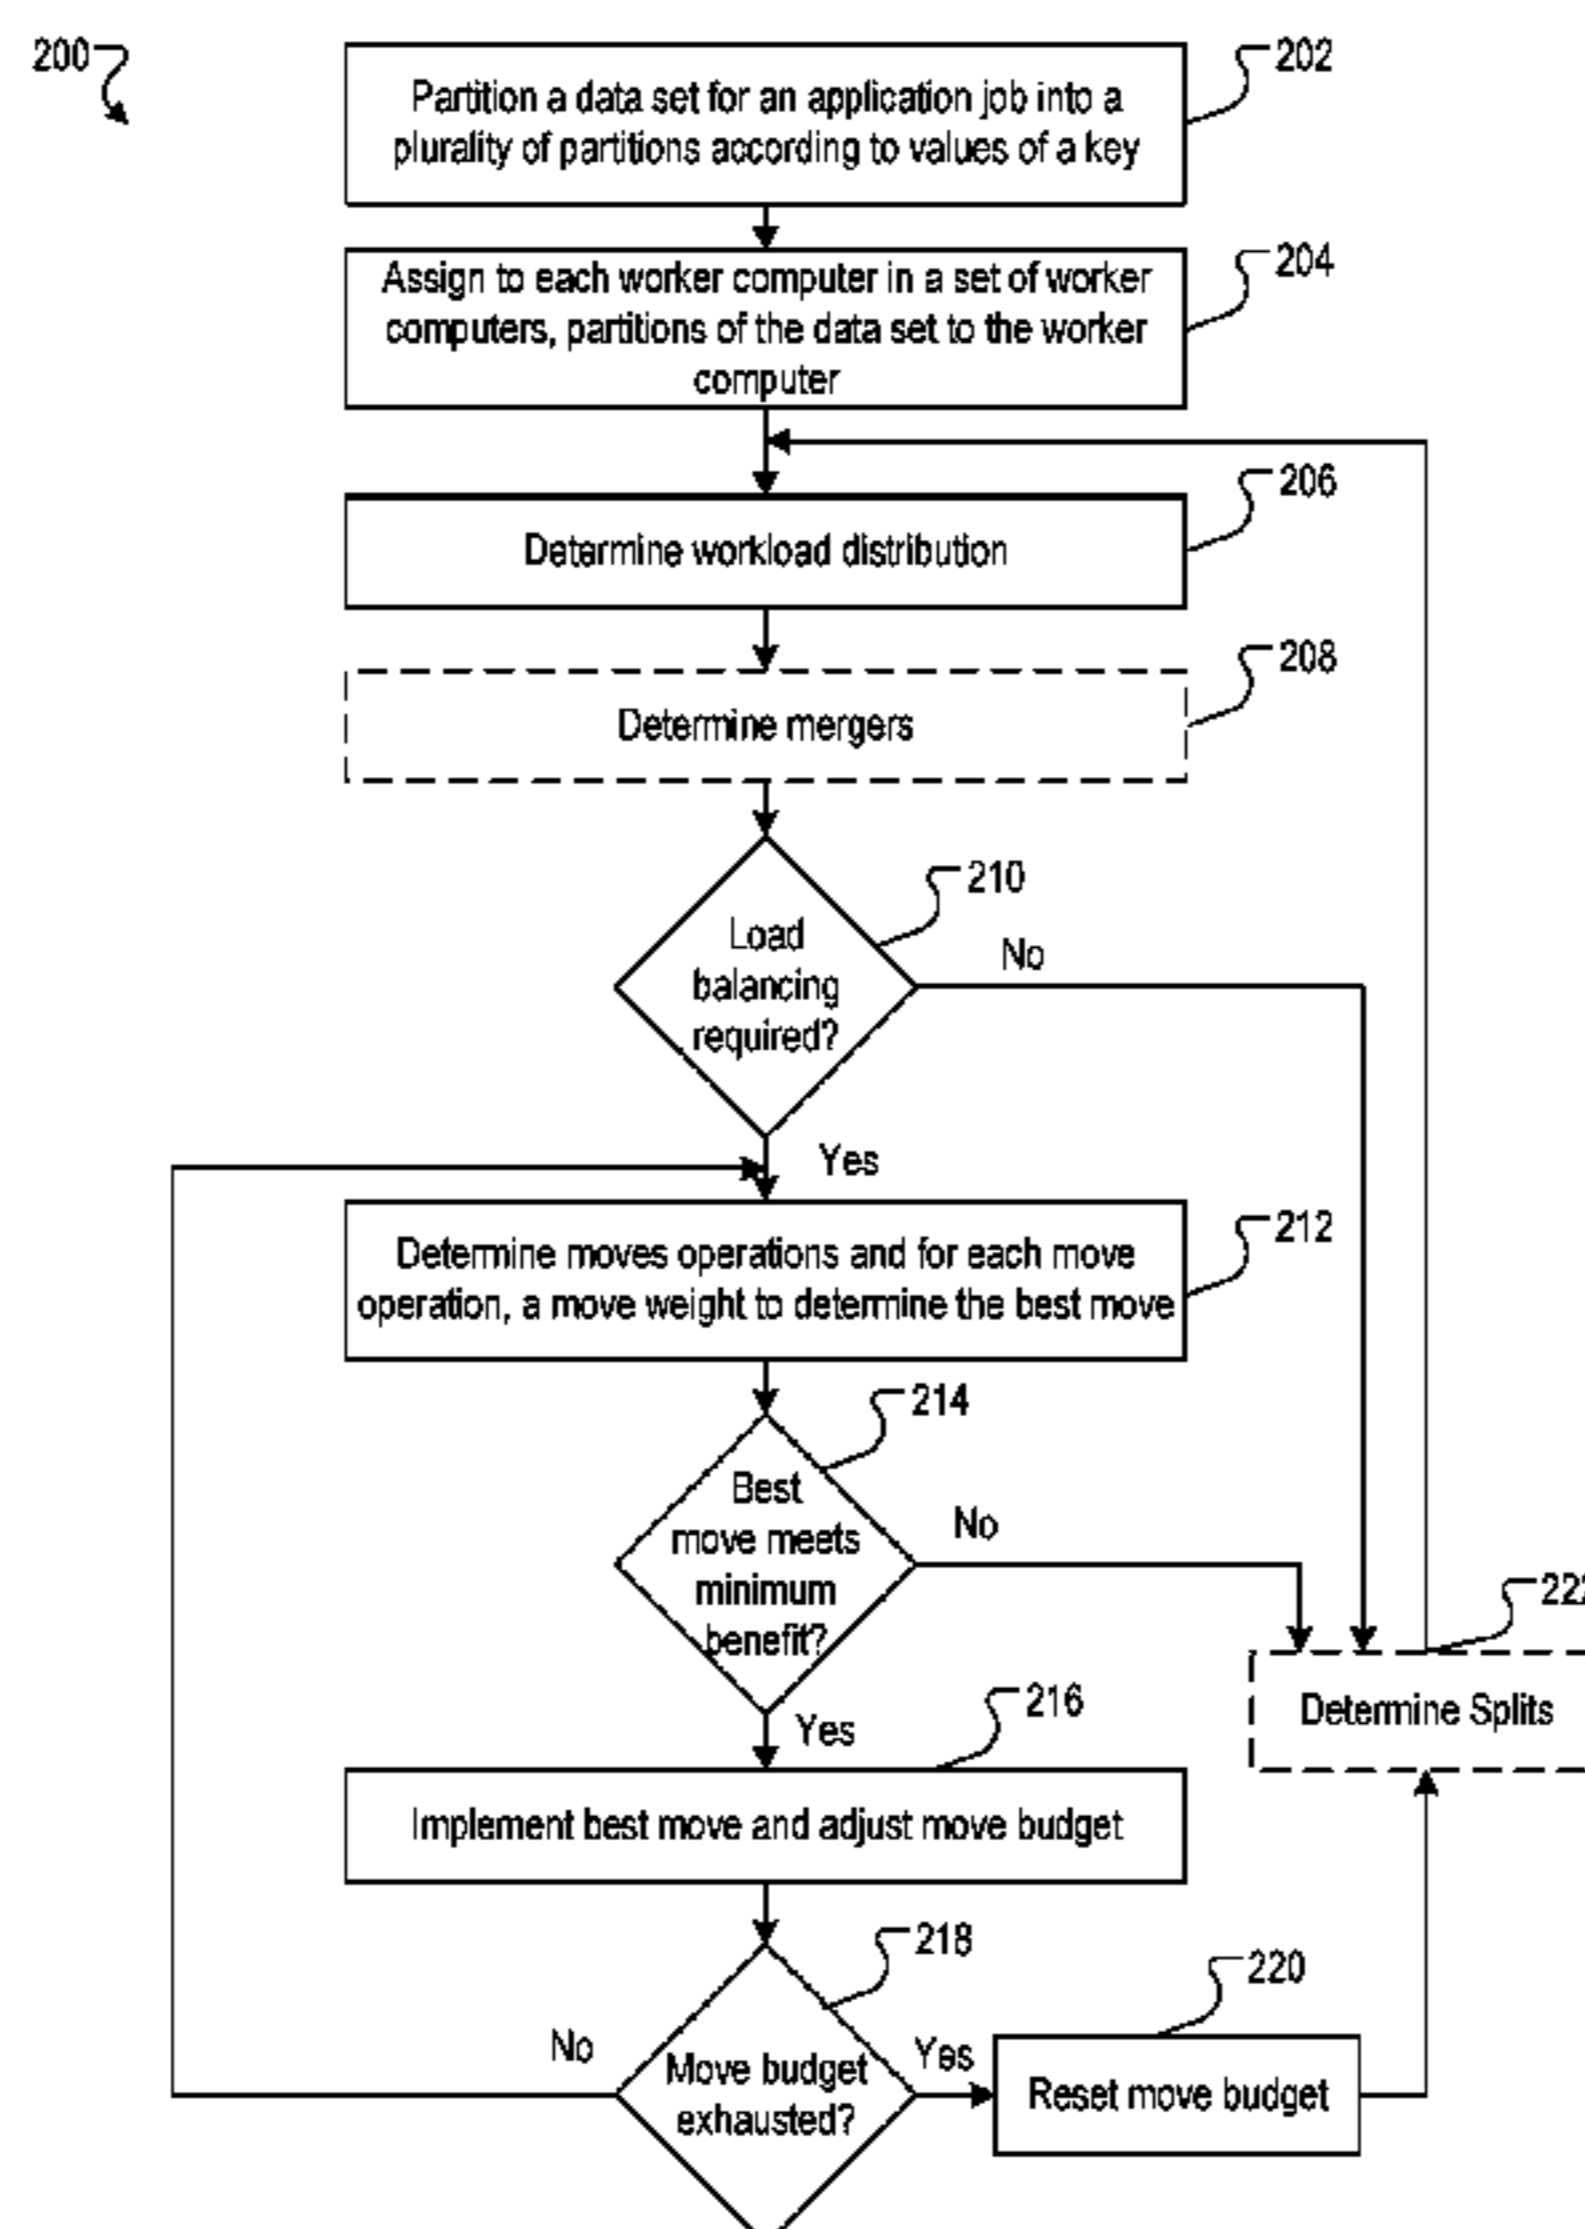 200
202
Partition a data set for an application job into a
plurality of partitions according to values of a key
204
Assign to each worker computer in a set of worker
computers, partitions of the data set to the worker
computer
206
Determine workload distribution
208
Determine mergers
210
Load
balancing
required?
No
Yes
212
Determine moves operations and for each move
operation, a move weight to determine the best move
214
Best
move meets
minimum
benefit?
No
222
Determine Splits
Yes
216
Implement best move and adjust move budget
218
220
No
Move budget
exhausted?
Yes
Reset move budget